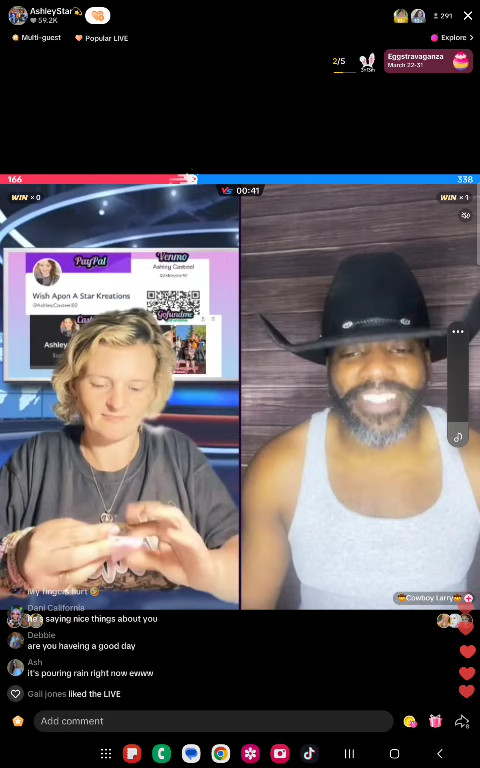 AshleyStar💫
59.2K
291
Multi-guest
Popular LIVE
Explore >
2/5
Eggstravaganza
March 22-31
166
338
WIN × 0
VS 00:41
WIN × 1
PayPal
Venmo
Ashley Casteel
Wish Apon A Star Kreations
@AshleyCasteel92
Gofundme
🤠Cowboy Larry🤠
My fingers hurt 🤣
Dani California
he's saying nice things about you
Debbie
are you haveing a good day
Ash
it's pouring rain right now ewww
Gail jones liked the LIVE
Add comment